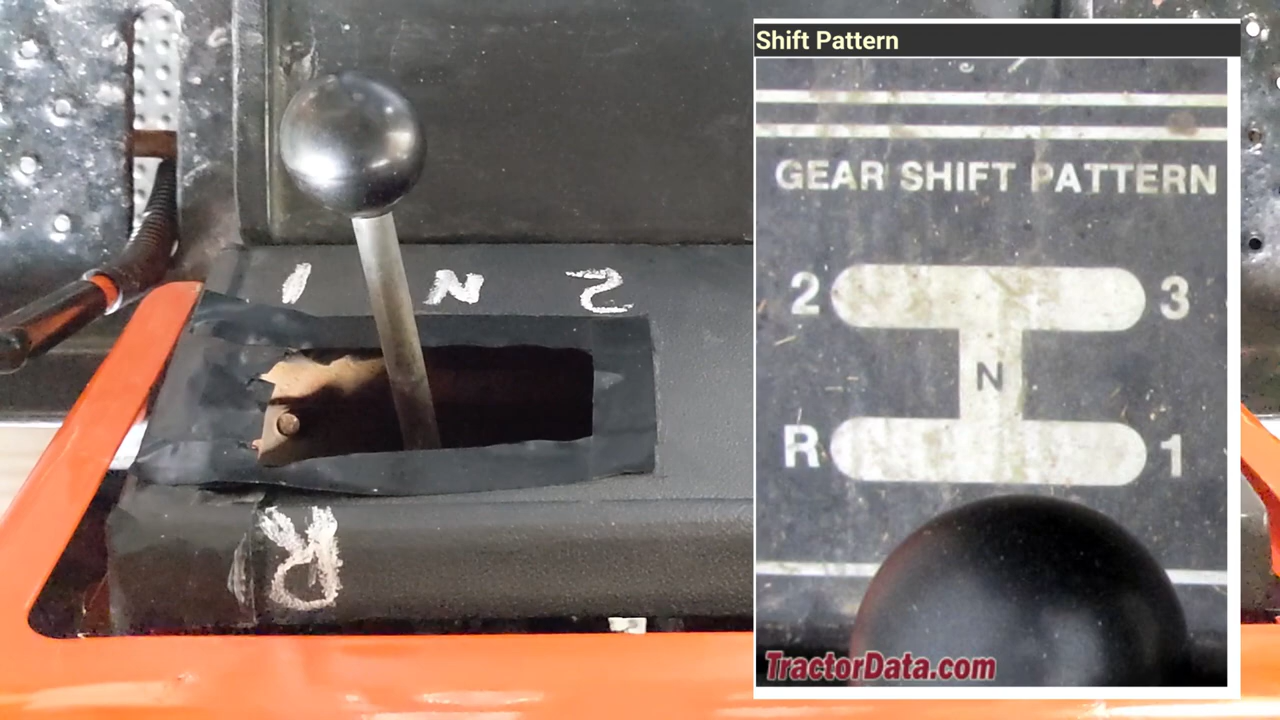 1 N 2
R
Shift Pattern
GEAR SHIFT PATTERN
2 3
N
R 1
TractorData.com